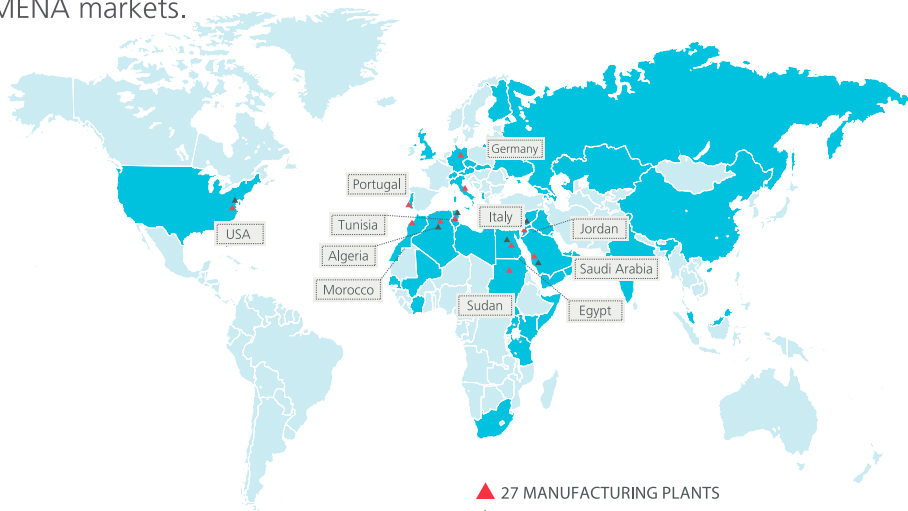 MENA markets.
Germany
Portugal
Tunisia
Italy
USA
Jordan
Algeria
Saudi Arabia
Morocco
Sudan
Egypt
27 MANUFACTURING PLANTS